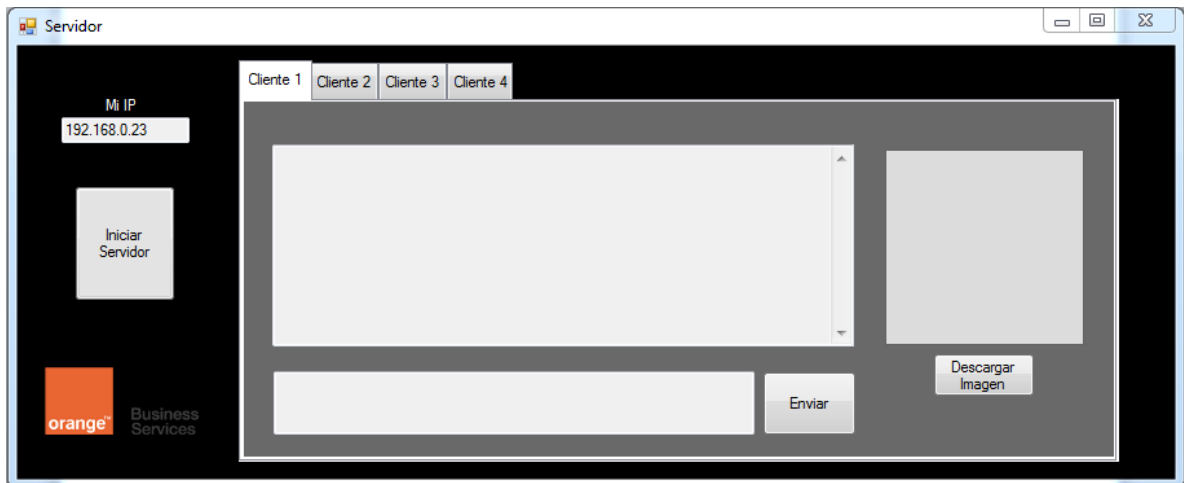 Servidor
Cliente 1
Cliente 2
Cliente 3
Cliente 4
Mi IP
192.168.0.23
Iniciar
Servidor
Descargar
Imagen
Enviar
orange™
Business
Services